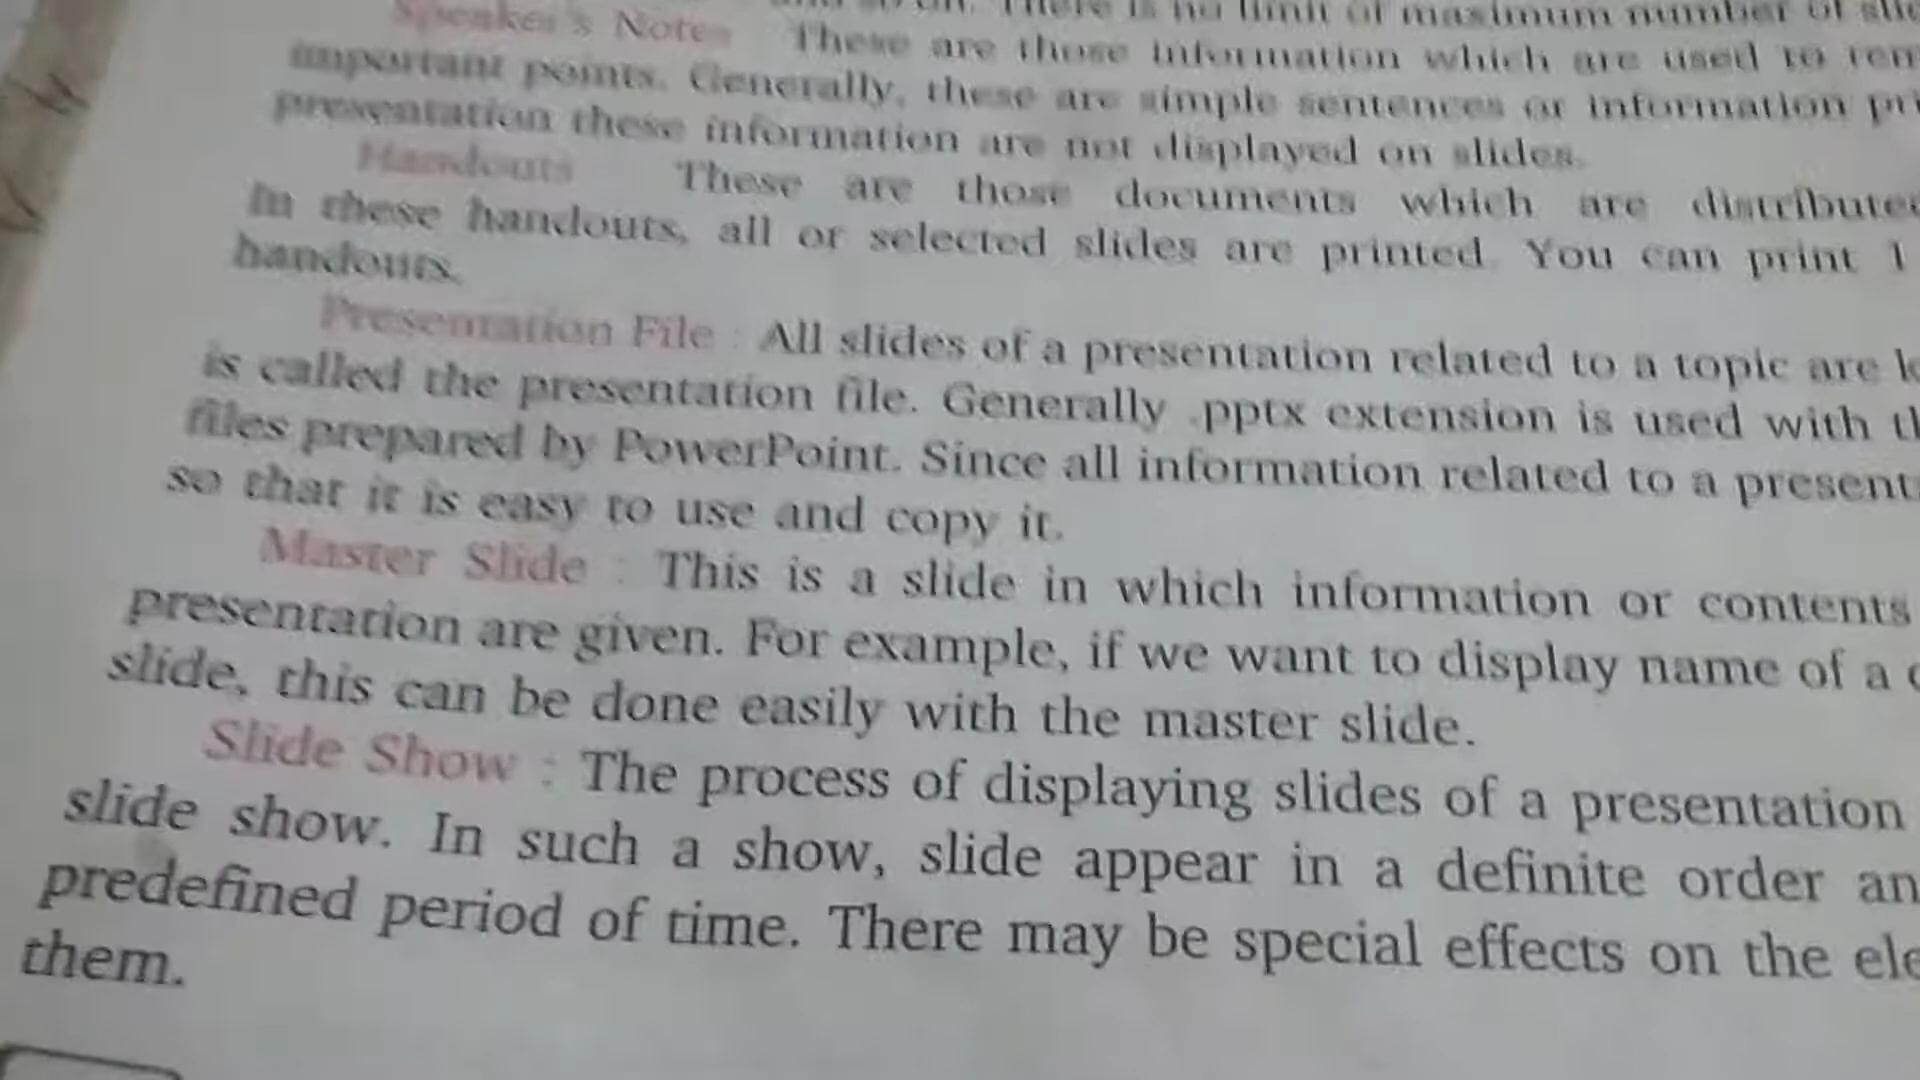 There is no limit of maximum number of
Speaker's Notes These are those information which are used to
important points. Generally, these are simple sentences or information
presentation these information are not displayed on slides.
Handouts These are those documents which are distributed
In these handouts, all or selected slides are printed. You can print 1
handouts.
Presentation File : All slides of a presentation related to a topic are
is called the presentation file. Generally .pptx extension is used with
files prepared by PowerPoint. Since all information related to a
so that it is easy to use and copy it.
Master Slide : This is a slide in which information or contents
presentation are given. For example, if we want to display name of a
slide, this can be done easily with the master slide.
Slide Show : The process of displaying slides of a presentation
slide show. In such a show, slide appear in a definite order
predefined period of time. There may be special effects on the
them.